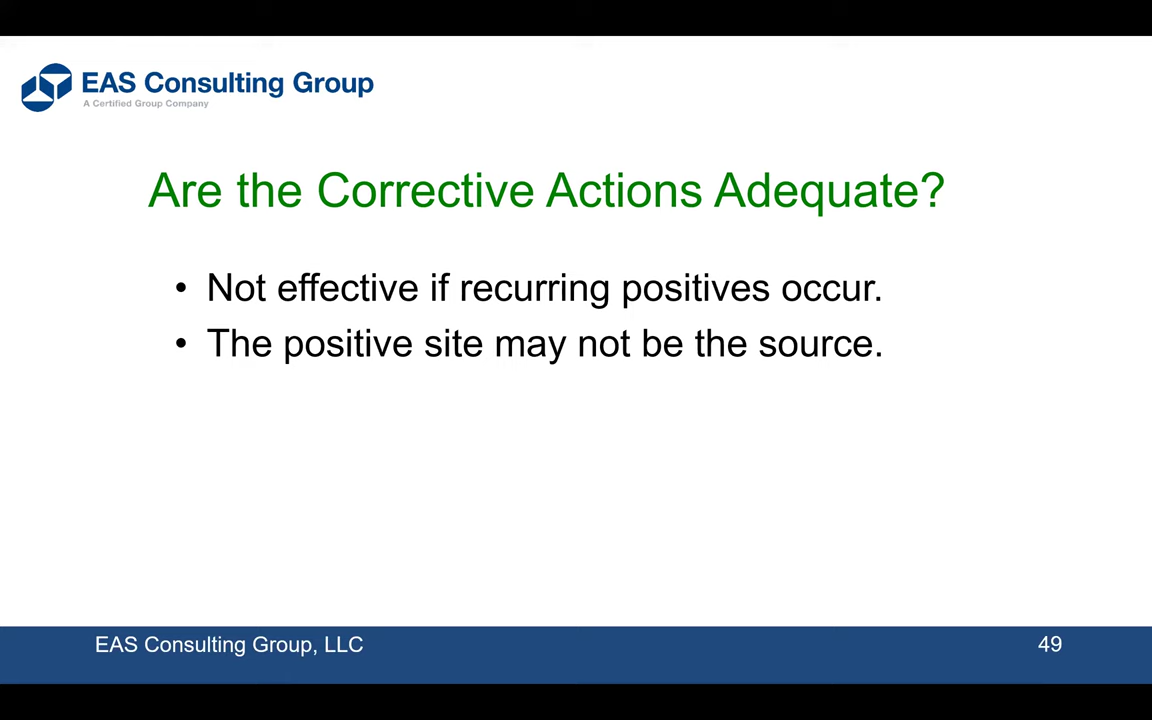 EAS Consulting Group
A Certified Group Company
Are the Corrective Actions Adequate?
• Not effective if recurring positives occur.
• The positive site may not be the source.
EAS Consulting Group, LLC
49